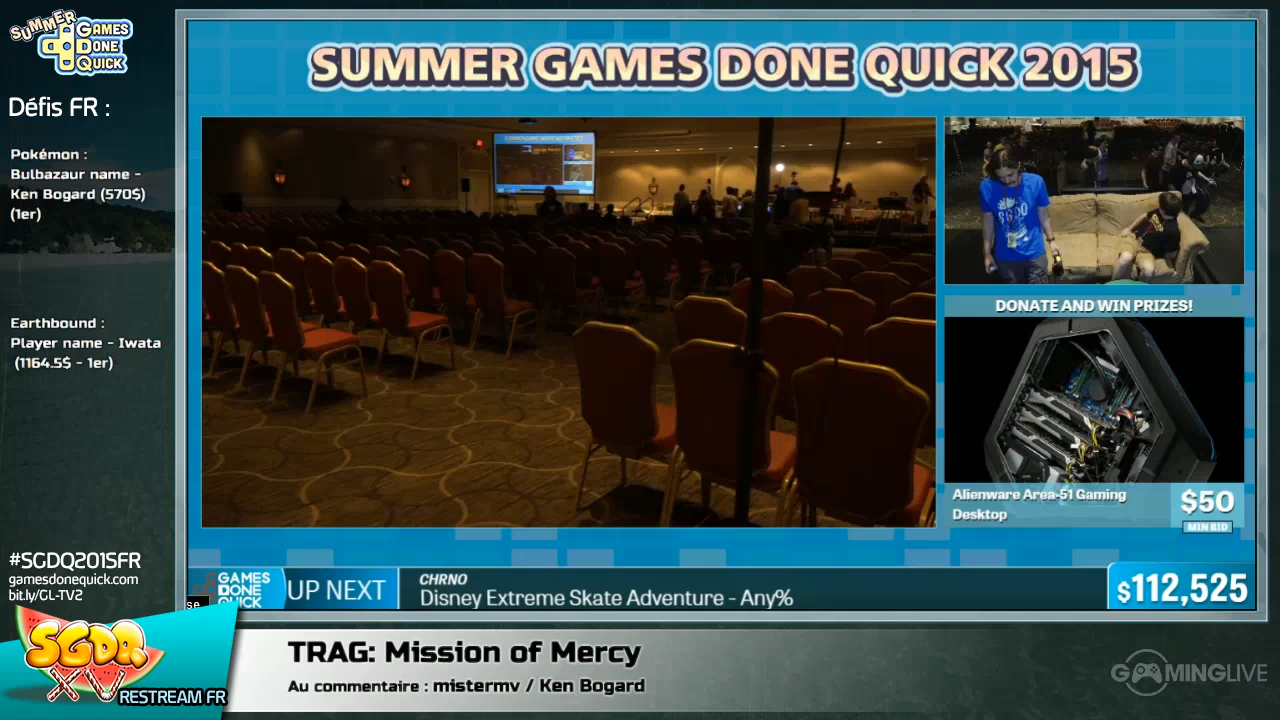 SUMMER
GAMES
DONE
QUICK
Défis FR :
Pokémon :
Bulbazaur name -
Ken Bogard (570$)
(1er)
Earthbound :
Player name - Iwata
(1164.5$ - 1er)
#SGDQ2015FR
gamesdonequick.com
bit.ly/GL-TV2
SGDQ
XV
RESTREAM FR
SUMMER GAMES DONE QUICK 2015
SGDQ
DONATE AND WIN PRIZES!
Alienware Area-51 Gaming
Desktop
$50
MIN BID
se
GAMES
DONE
QUICK
UP NEXT
CHRNO
Disney Extreme Skate Adventure - Any%
$112,525
TRAG: Mission of Mercy
Au commentaire : mistermv / Ken Bogard
GAMINGLIVE